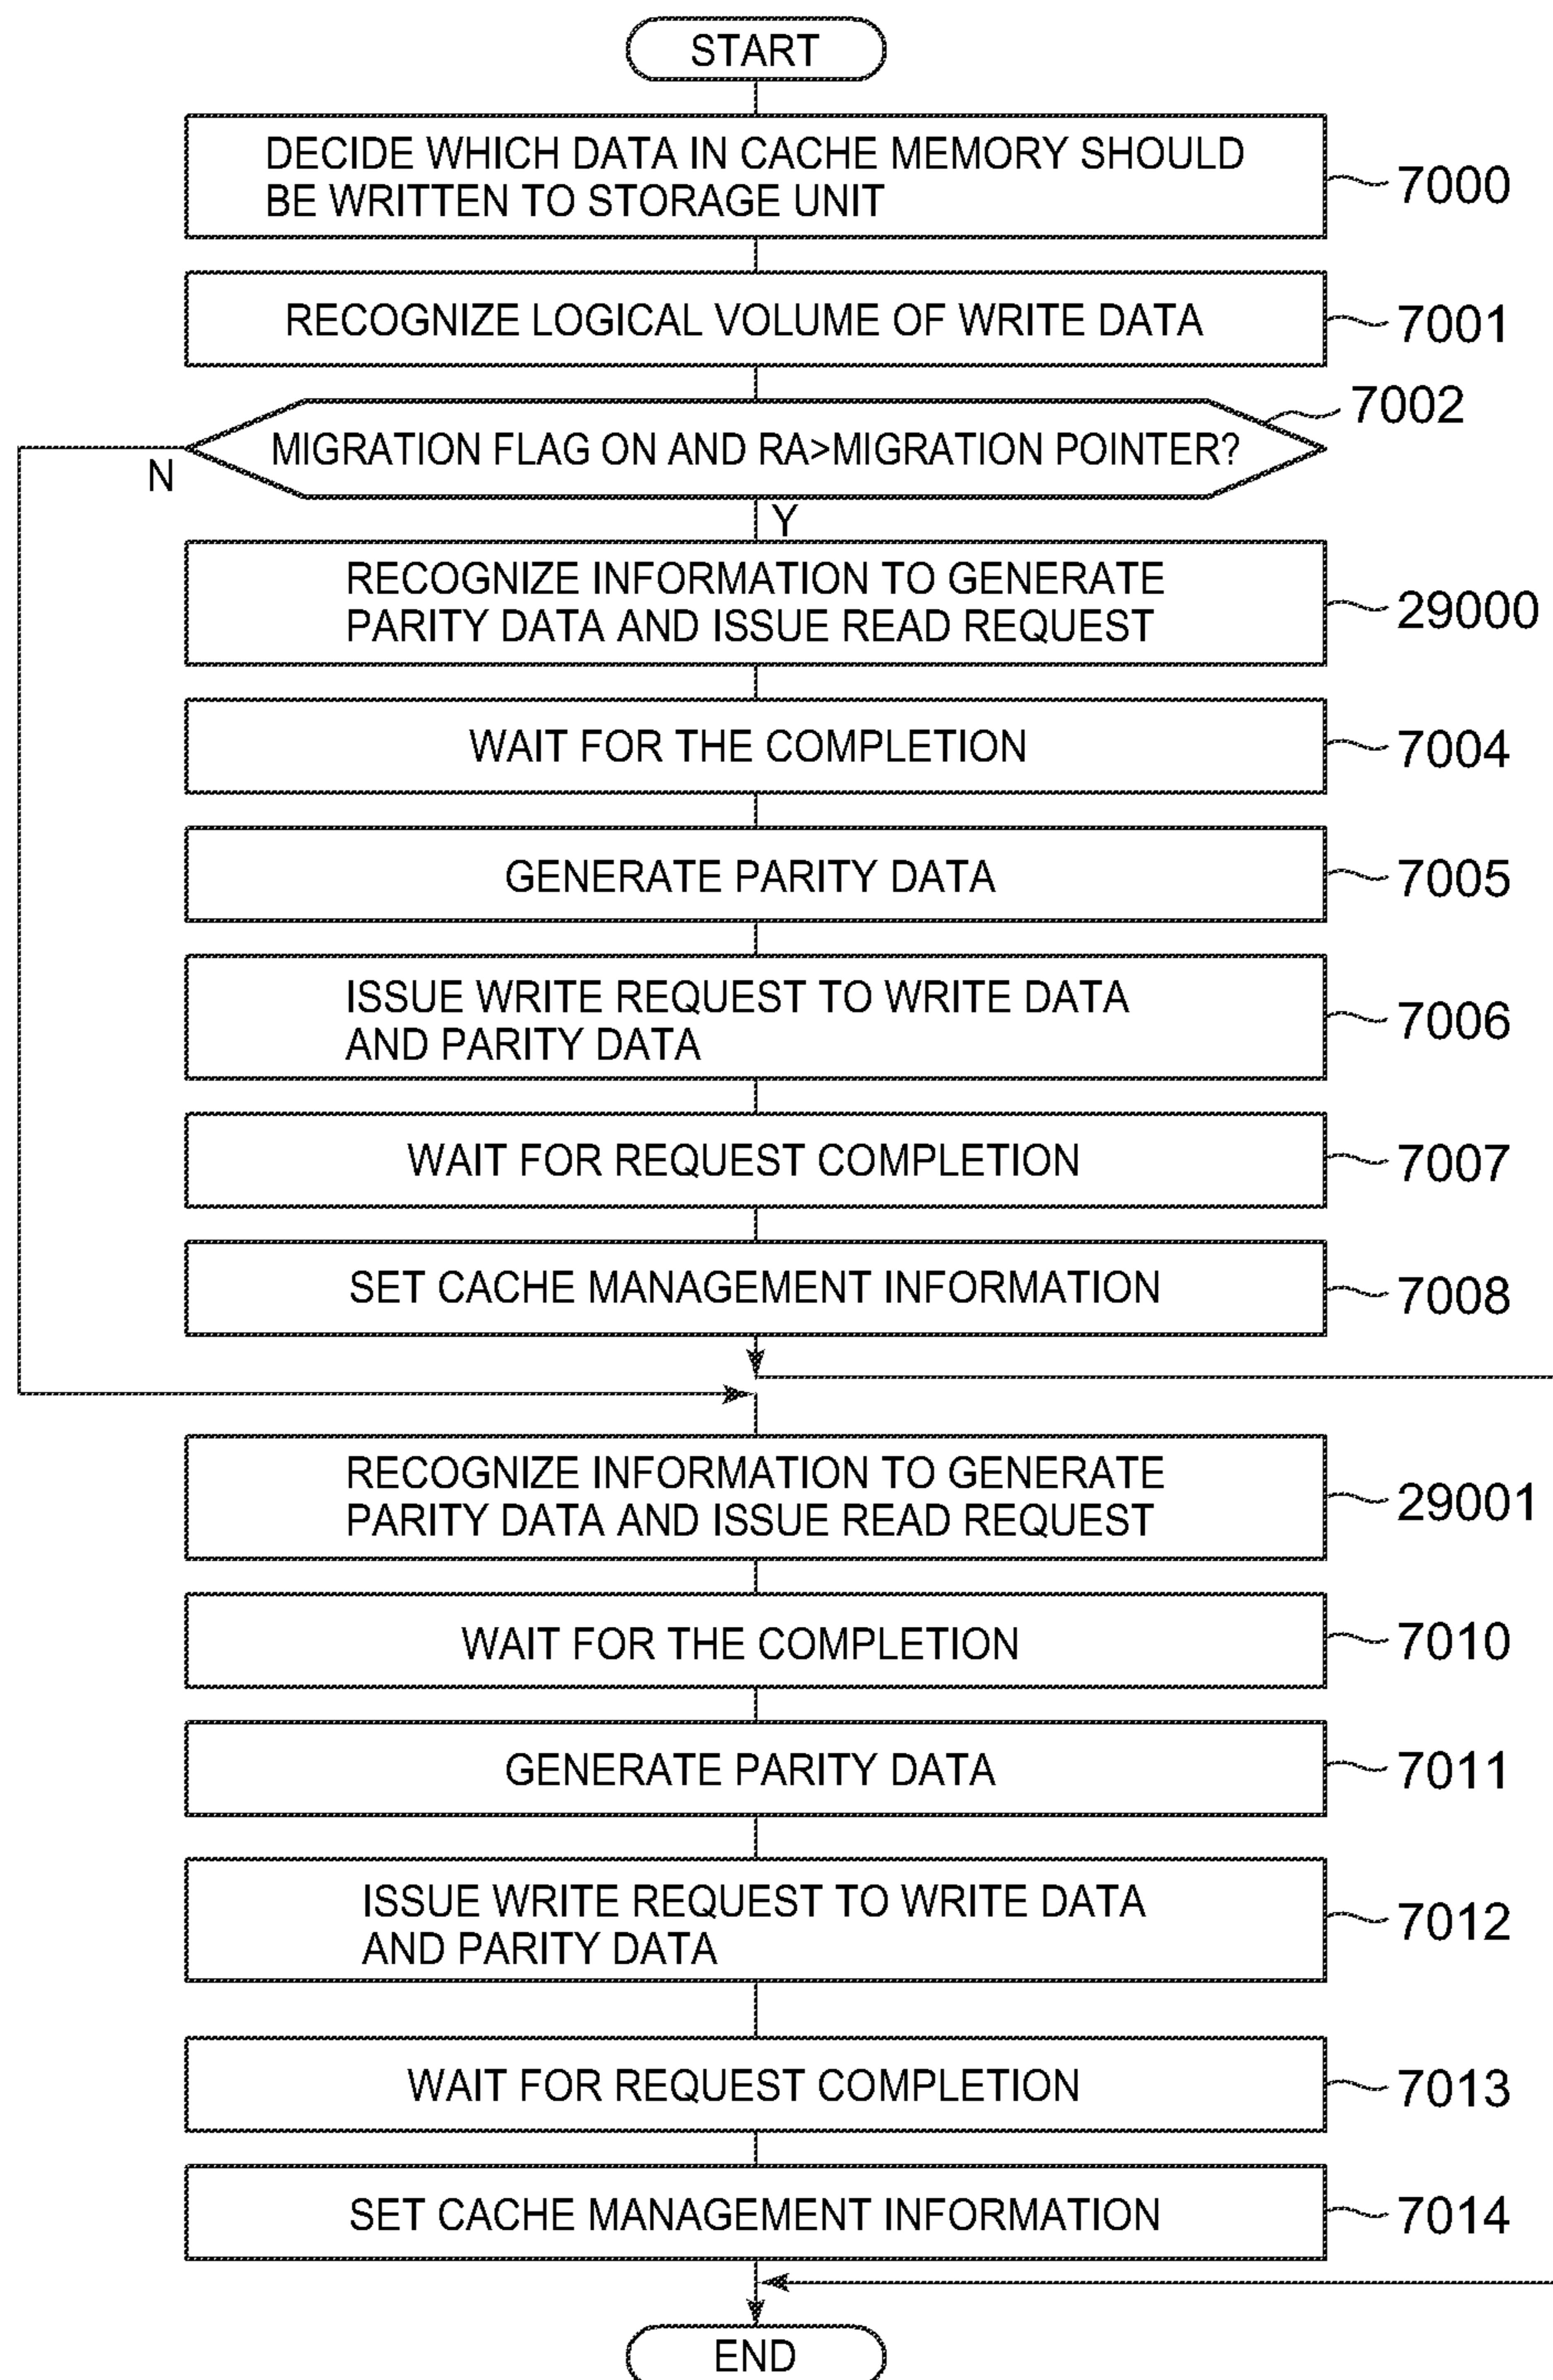 START
DECIDE WHICH DATA IN CACHE MEMORY SHOULD
BE WRITTEN TO STORAGE UNIT
7000
RECOGNIZE LOGICAL VOLUME OF WRITE DATA
7001
7002
MIGRATION FLAG ON AND RA>MIGRATION POINTER?
N
Y
RECOGNIZE INFORMATION TO GENERATE
PARITY DATA AND ISSUE READ REQUEST
29000
WAIT FOR THE COMPLETION
7004
GENERATE PARITY DATA
7005
ISSUE WRITE REQUEST TO WRITE DATA
AND PARITY DATA
7006
WAIT FOR REQUEST COMPLETION
7007
SET CACHE MANAGEMENT INFORMATION
7008
RECOGNIZE INFORMATION TO GENERATE
PARITY DATA AND ISSUE READ REQUEST
29001
WAIT FOR THE COMPLETION
7010
GENERATE PARITY DATA
7011
ISSUE WRITE REQUEST TO WRITE DATA
AND PARITY DATA
7012
WAIT FOR REQUEST COMPLETION
7013
SET CACHE MANAGEMENT INFORMATION
7014
END